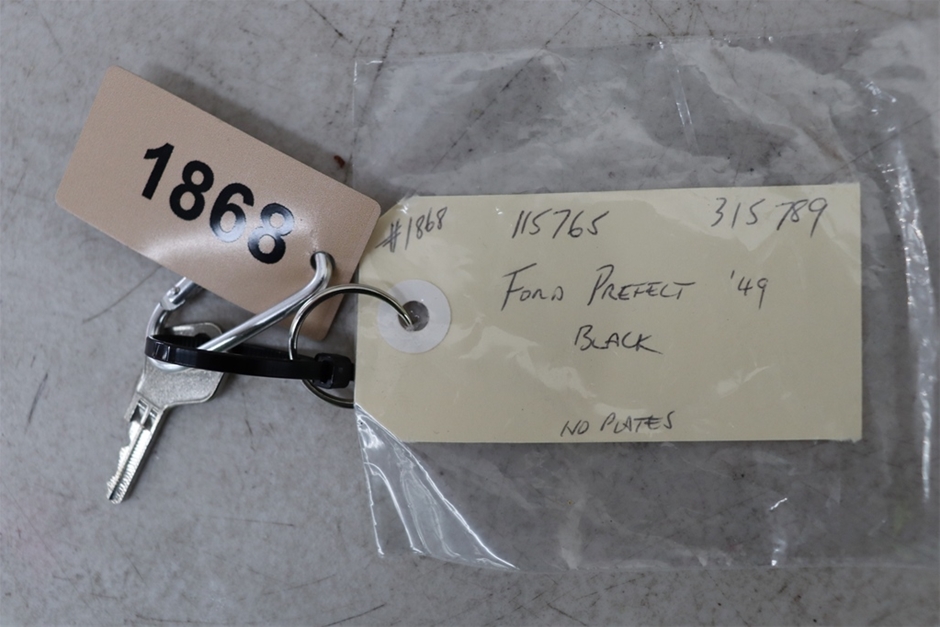 1868
#1868 115765 315789
FORD PREFECT '49
BLACK
NO PLATES